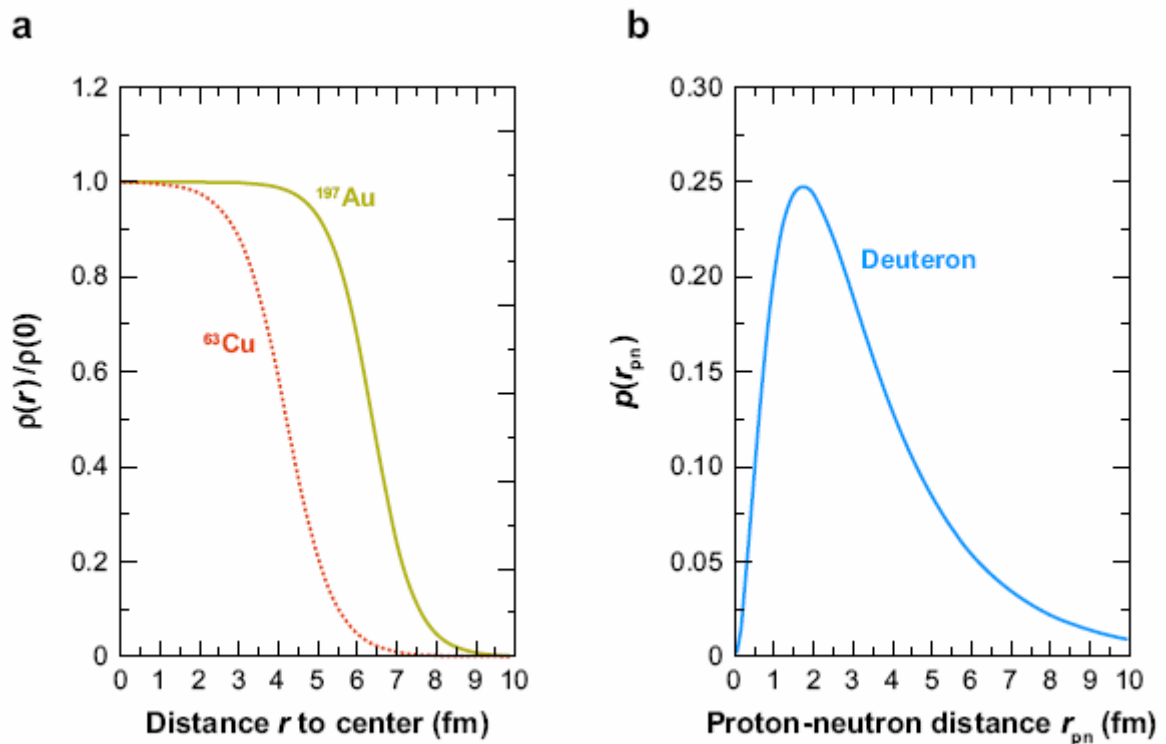 a
1.2
1.0
0.8
0.6
0.4
0.2
0
ρ(r)/ρ(0)
¹⁹⁷Au
⁶³Cu
0 1 2 3 4 5 6 7 8 9 10
Distance r to center (fm)
b
0.30
0.25
0.20
0.15
0.10
0.05
0
p(rₚₙ)
Deuteron
0 1 2 3 4 5 6 7 8 9 10
Proton-neutron distance rₚₙ (fm)